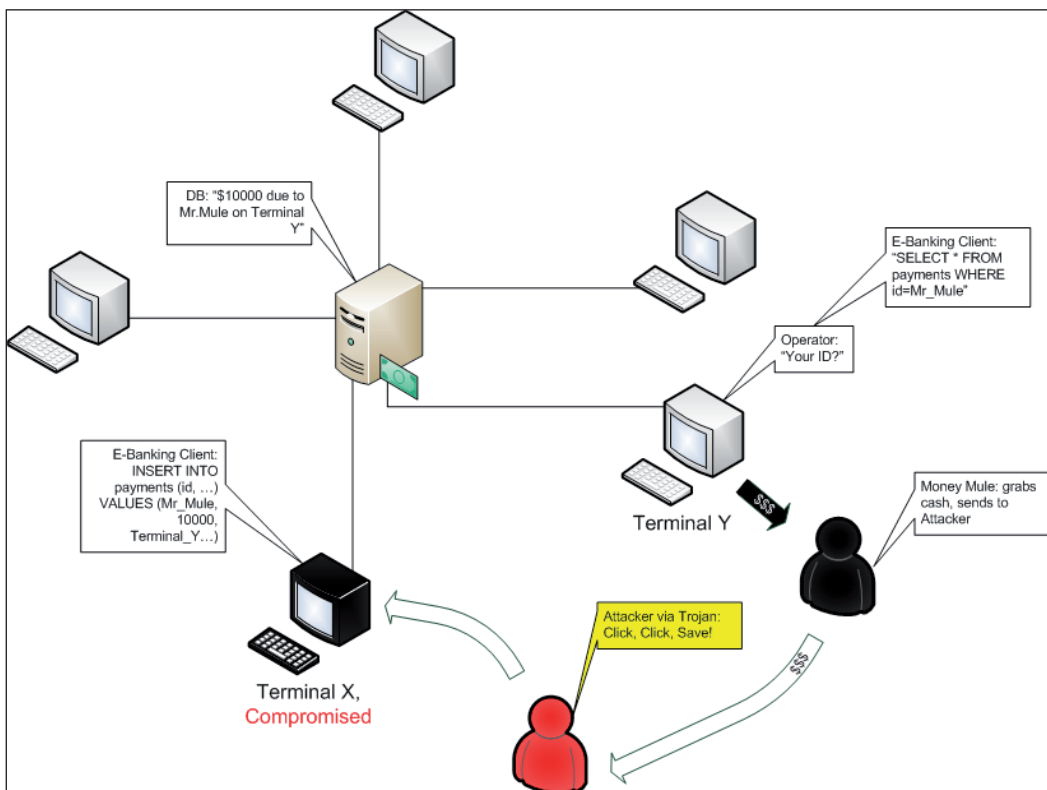 DB: "$10000 due to
Mr.Mule on Terminal
Y"
E-Banking Client:
"SELECT * FROM
payments WHERE
id=Mr_Mule"
Operator:
"Your ID?"
E-Banking Client:
INSERT INTO
payments (id, …)
VALUES (Mr_Mule,
10000,
Terminal_Y…)
Terminal Y
$$$
Money Mule: grabs
cash, sends to
Attacker
Attacker via Trojan:
Click, Click, Save!
$$$
Terminal X,
Compromised